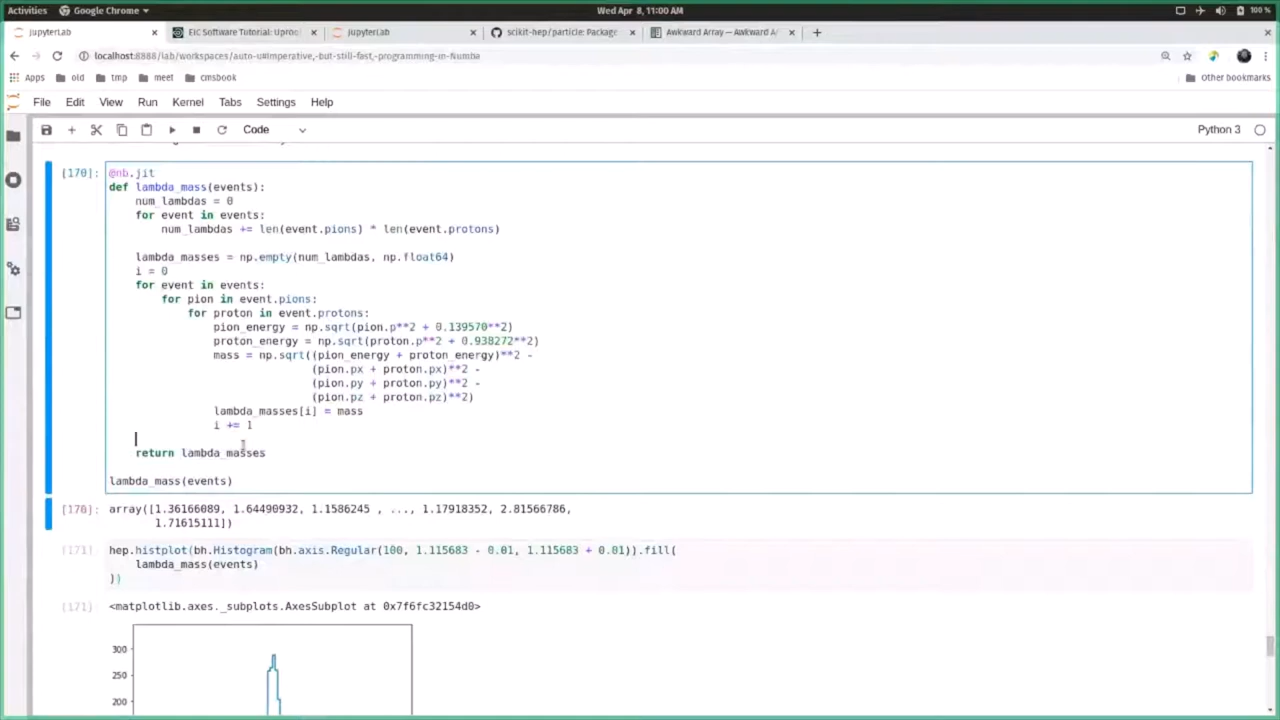 Activities Google Chrome ▾ Wed Apr 8, 11:00 AM 100 %
JupyterLab × EIC Software Tutorial: Uproo × JupyterLab × scikit-hep/particle: Package × Awkward Array — Awkward A ×
localhost:8888/lab/workspaces/auto-u#Imperative,-but-still-fast,-programming-in-Numba
Apps old tmp meet cmsbook Other bookmarks
File Edit View Run Kernel Tabs Settings Help
Code Python 3
[170]: @nb.jit
def lambda_mass(events):
num_lambdas = 0
for event in events:
num_lambdas += len(event.pions) * len(event.protons)
lambda_masses = np.empty(num_lambdas, np.float64)
i = 0
for event in events:
for pion in event.pions:
for proton in event.protons:
pion_energy = np.sqrt(pion.p**2 + 0.139570**2)
proton_energy = np.sqrt(proton.p**2 + 0.938272**2)
mass = np.sqrt((pion_energy + proton_energy)**2 -
(pion.px + proton.px)**2 -
(pion.py + proton.py)**2 -
(pion.pz + proton.pz)**2)
lambda_masses[i] = mass
i += 1
return lambda_masses
lambda_mass(events)
[170]: array([1.36166089, 1.64490932, 1.1586245 , ..., 1.17918352, 2.81566786,
1.71615111])
[171] hep.histplot(bh.Histogram(bh.axis.Regular(100, 1.115683 - 0.01, 1.115683 + 0.01)).fill(
lambda_mass(events)
))
[171] <matplotlib.axes._subplots.AxesSubplot at 0x7f6fc32154d0>
300
250
200